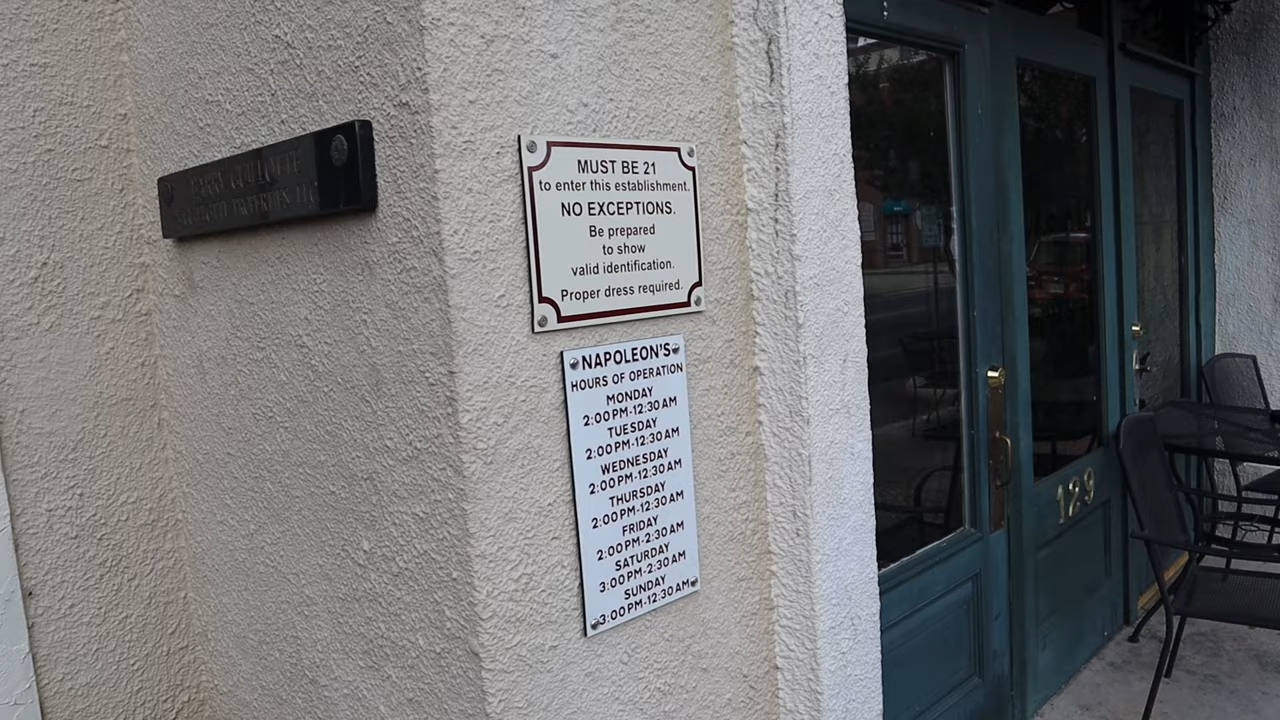 GUILLOTTE
PROPERTIES LLC
MUST BE 21
to enter this establishment.
NO EXCEPTIONS.
Be prepared
to show
valid identification.
Proper dress required.
NAPOLEON'S
HOURS OF OPERATION
MONDAY
2:00PM-12:30AM
TUESDAY
2:00PM-12:30AM
WEDNESDAY
2:00PM-12:30AM
THURSDAY
2:00PM-12:30AM
FRIDAY
2:00PM-2:30AM
SATURDAY
3:00PM-2:30AM
SUNDAY
3:00PM-12:30AM
129